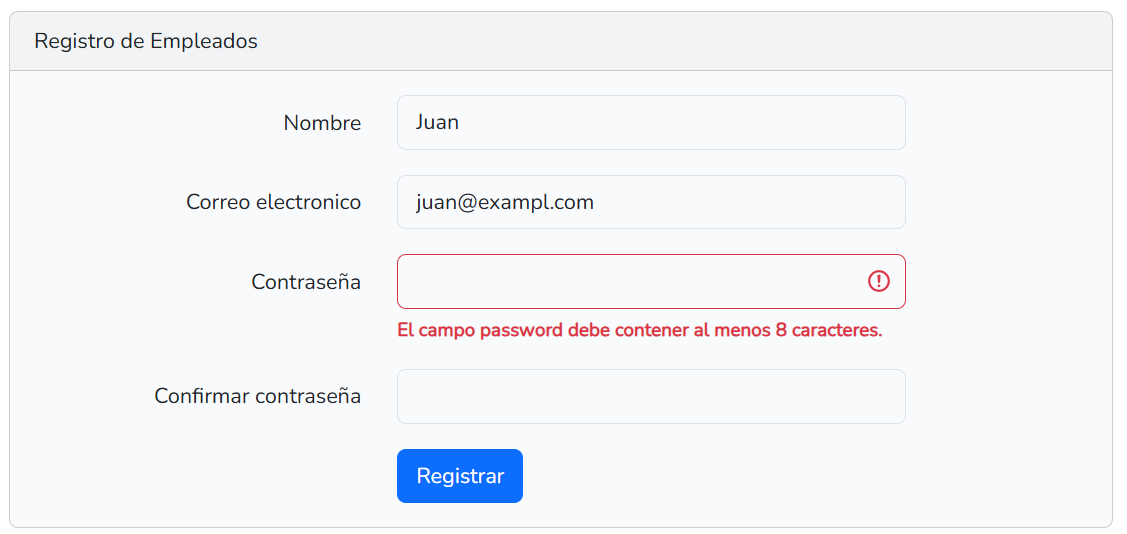 Registro de Empleados
Nombre
Juan
Correo electronico
juan@exampl.com
Contraseña
El campo password debe contener al menos 8 caracteres.
Confirmar contraseña
Registrar